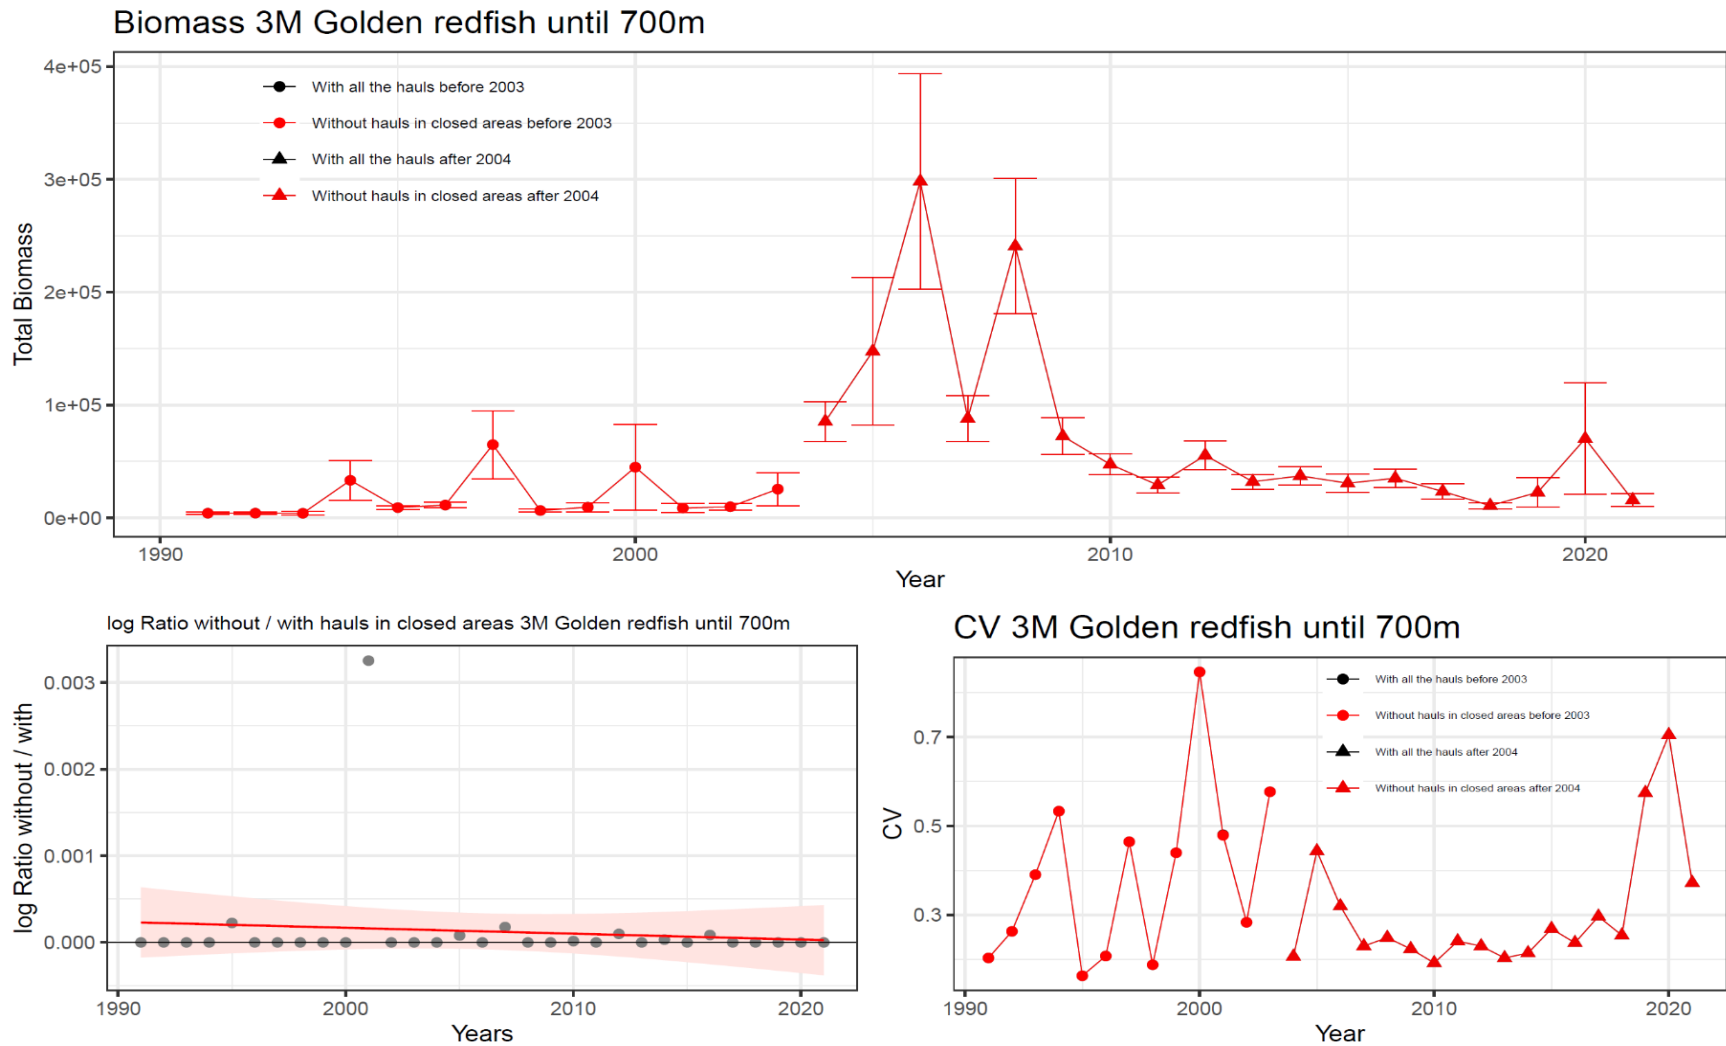 Biomass 3M Golden redfish until 700m
4e+05
3e+05
2e+05
1e+05
0e+00
Total Biomass
With all the hauls before 2003
Without hauls in closed areas before 2003
With all the hauls after 2004
Without hauls in closed areas after 2004
1990
2000
2010
2020
Year
log Ratio without / with hauls in closed areas 3M Golden redfish until 700m
0.003
0.002
0.001
0.000
log Ratio without / with
1990
2000
2010
2020
Years
CV 3M Golden redfish until 700m
0.7
0.5
0.3
CV
With all the hauls before 2003
Without hauls in closed areas before 2003
With all the hauls after 2004
Without hauls in closed areas after 2004
1990
2000
2010
2020
Year